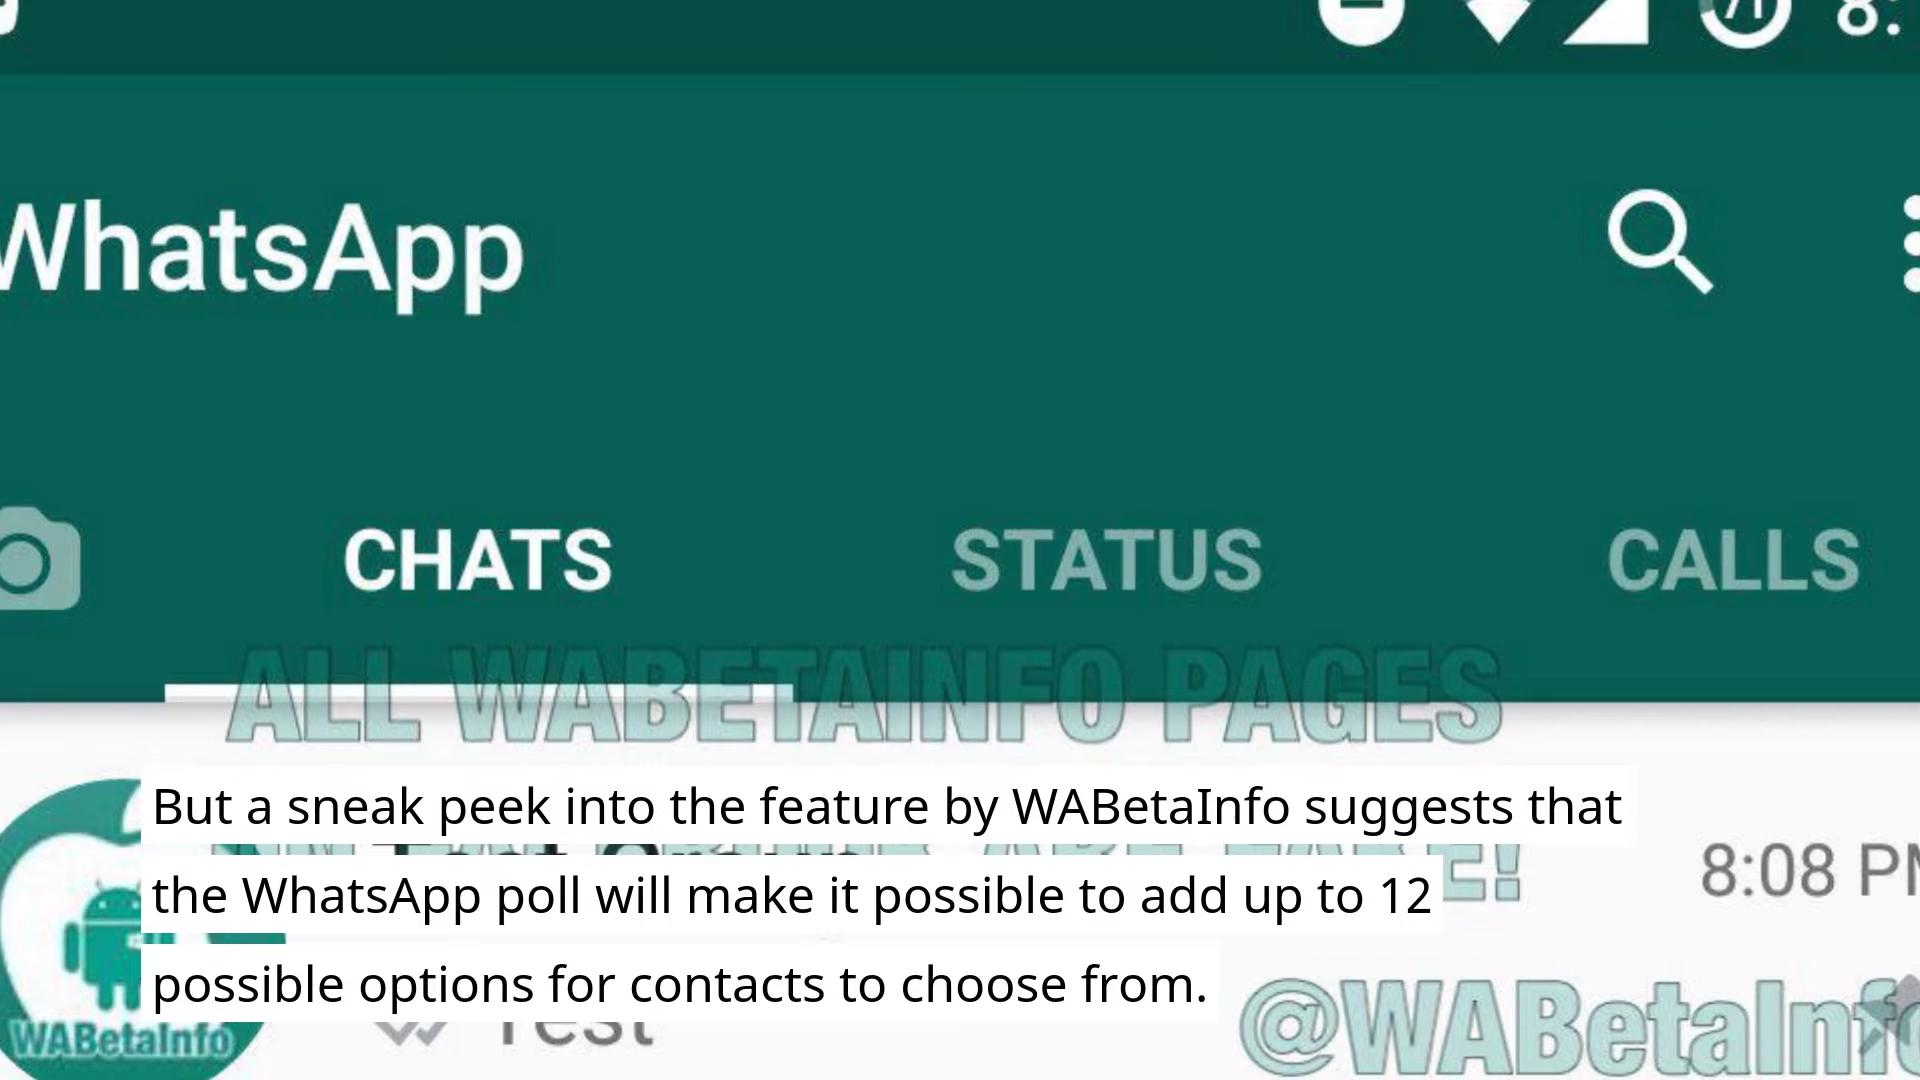 8:
WhatsApp
CHATS STATUS CALLS
ALL WABETAINFO PAGES
But a sneak peek into the feature by WABetaInfo suggests that
8:08 PM
the WhatsApp poll will make it possible to add up to 12
possible options for contacts to choose from.
Test
WABetaInfo
@WABetaInfo